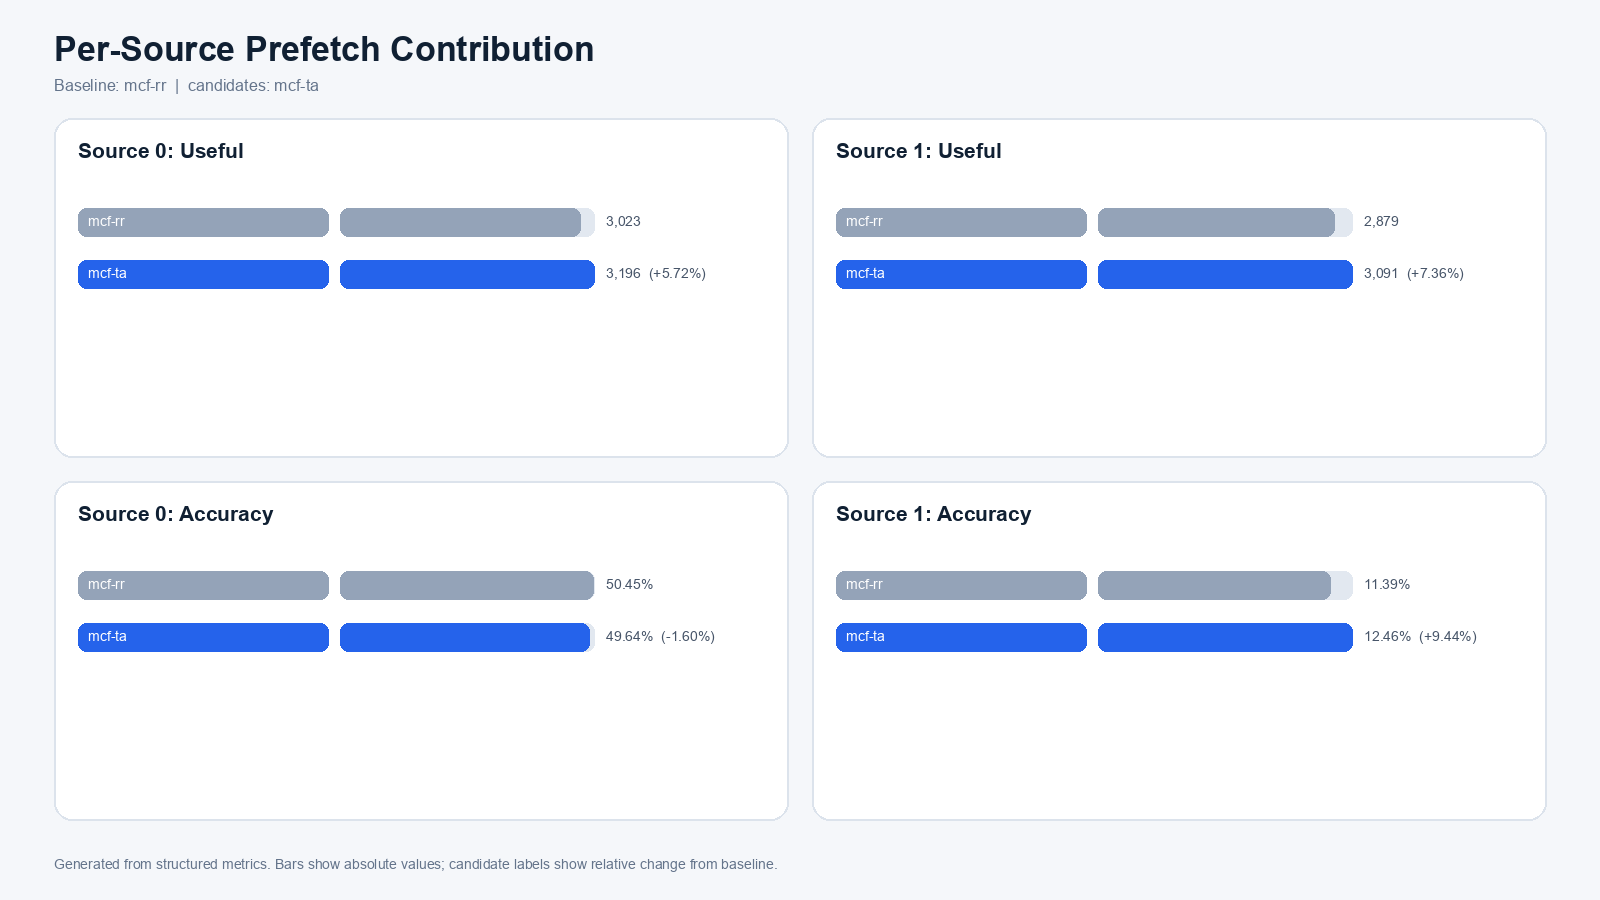 Per-Source Prefetch Contribution
Baseline: mcf-rr | candidates: mcf-ta
Source 0: Useful
mcf-rr 3,023
mcf-ta 3,196 (+5.72%)
Source 1: Useful
mcf-rr 2,879
mcf-ta 3,091 (+7.36%)
Source 0: Accuracy
mcf-rr 50.45%
mcf-ta 49.64% (-1.60%)
Source 1: Accuracy
mcf-rr 11.39%
mcf-ta 12.46% (+9.44%)
Generated from structured metrics. Bars show absolute values; candidate labels show relative change from baseline.